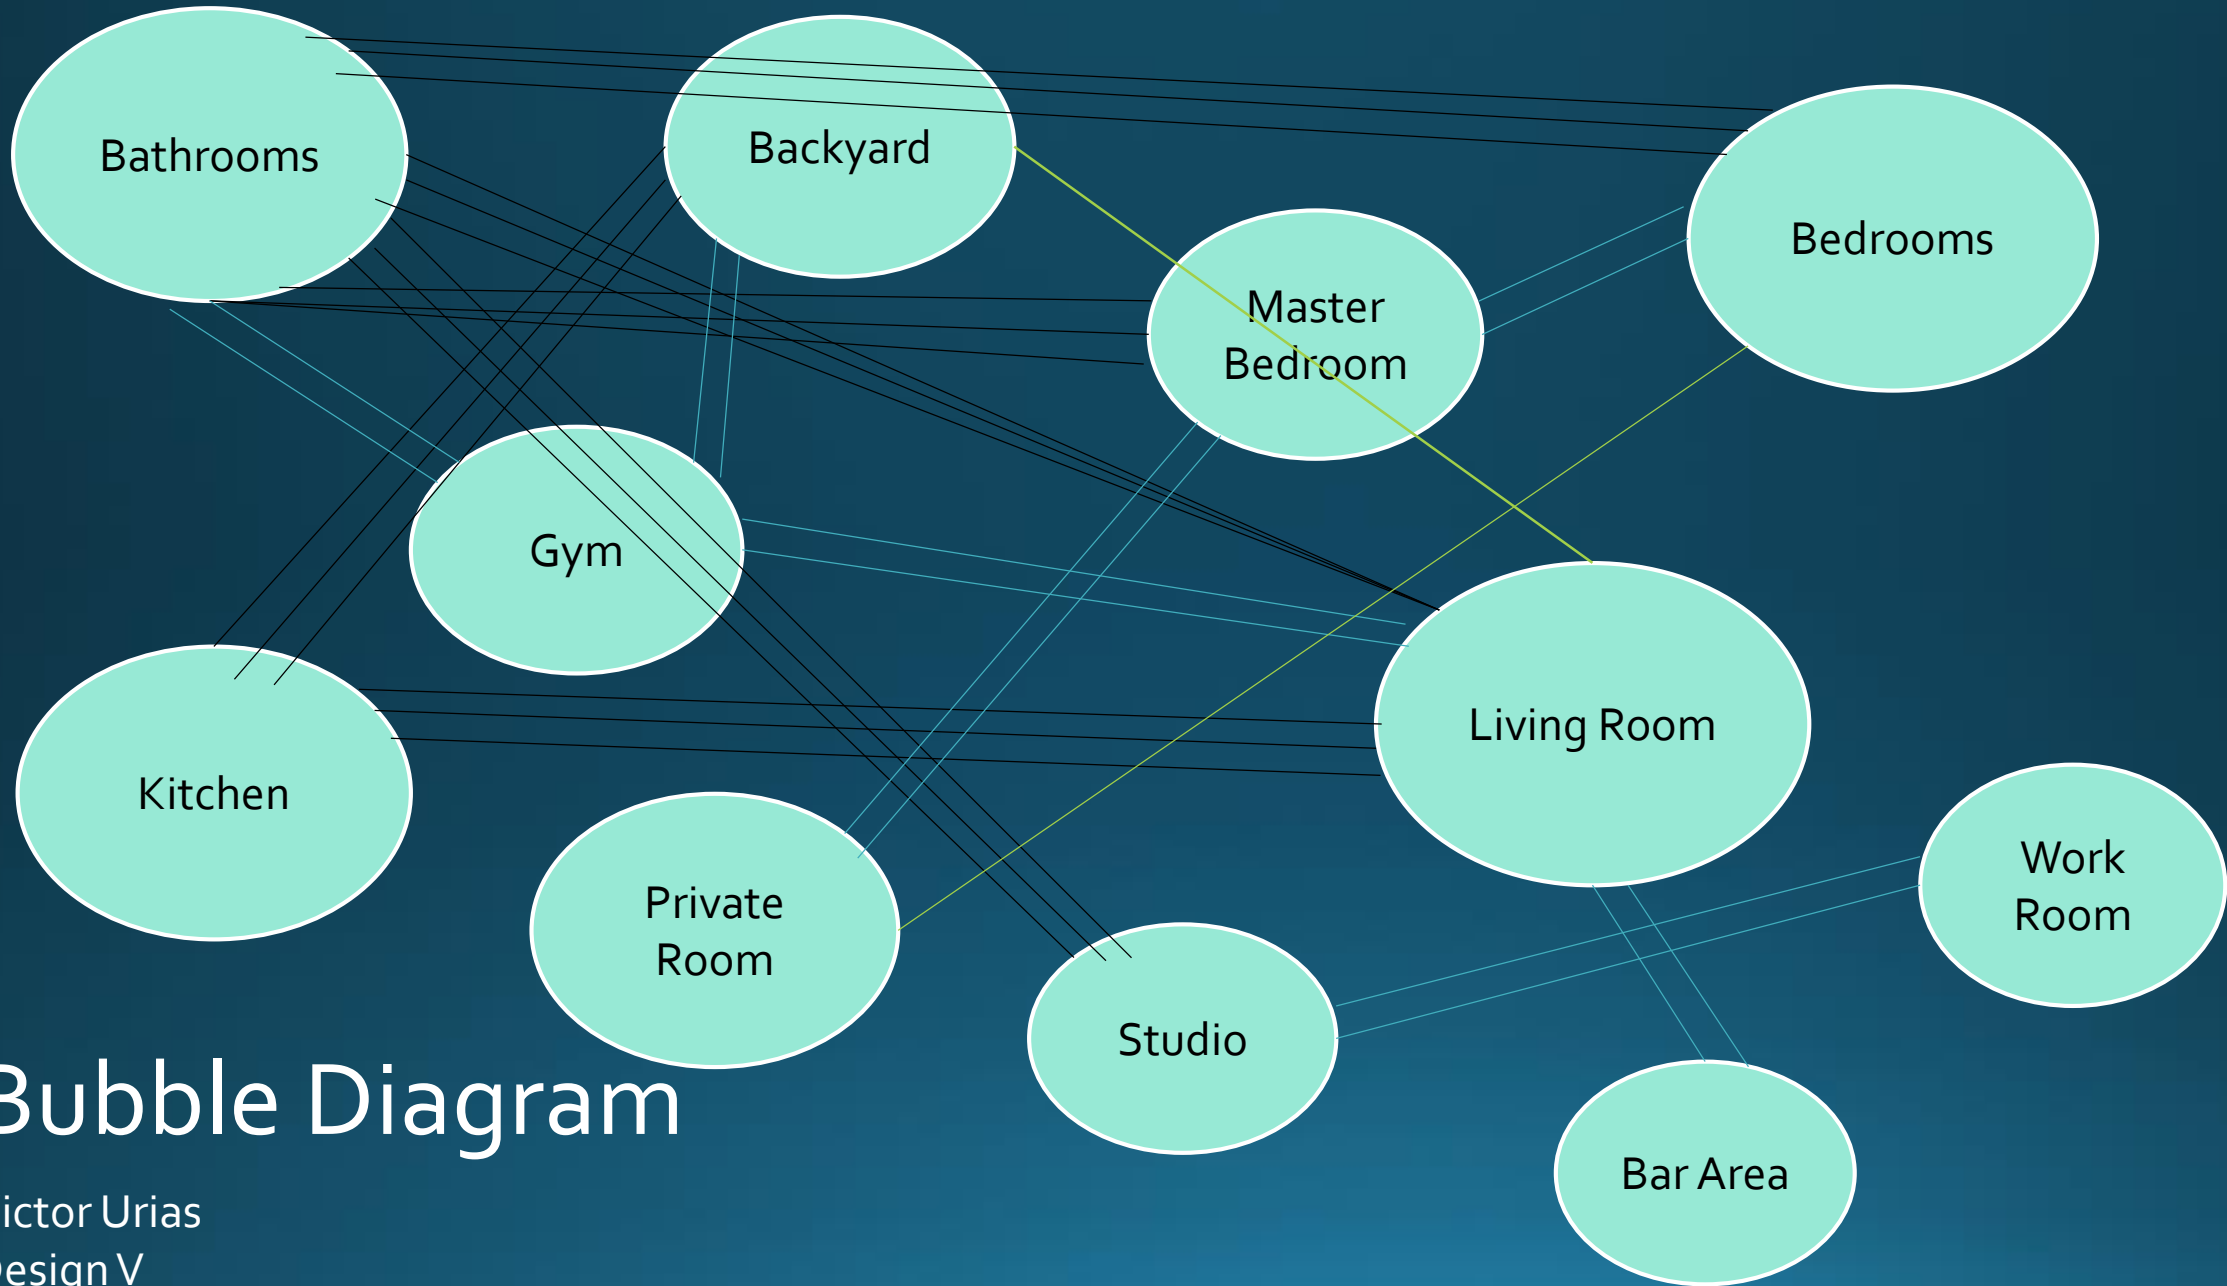 Bathrooms
Backyard
Bedrooms
Master
Bedroom
Gym
Living Room
Kitchen
Work
Room
Private
Room
Studio
Bar Area
Bubble Diagram
ictor Urias
esign V